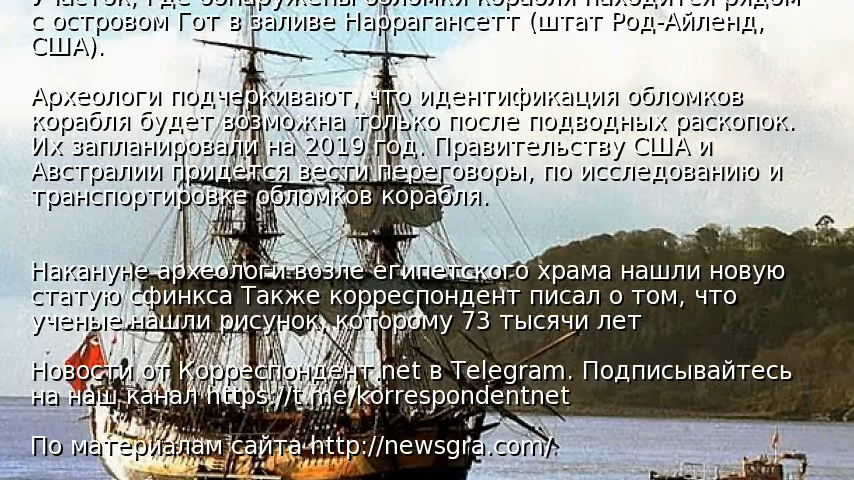 Участок, где обнаружены обломки корабля находится рядом
с островом Гот в заливе Наррагансетт (штат Род-Айленд,
США).
Археологи подчеркивают, что идентификация обломков
корабля будет возможна только после подводных раскопок.
Их запланировали на 2019 год. Правительству США и
Австралии придется вести переговоры, по исследованию и
транспортировке обломков корабля.
Накануне археологи возле египетского храма нашли новую
статую сфинкса Также корреспондент писал о том, что
ученые нашли рисунок, которому 73 тысячи лет
Новости от Корреспондент.net в Telegram. Подписывайтесь
на наш канал https://t.me/korrespondentnet
По материалам сайта http://newsgra.com/